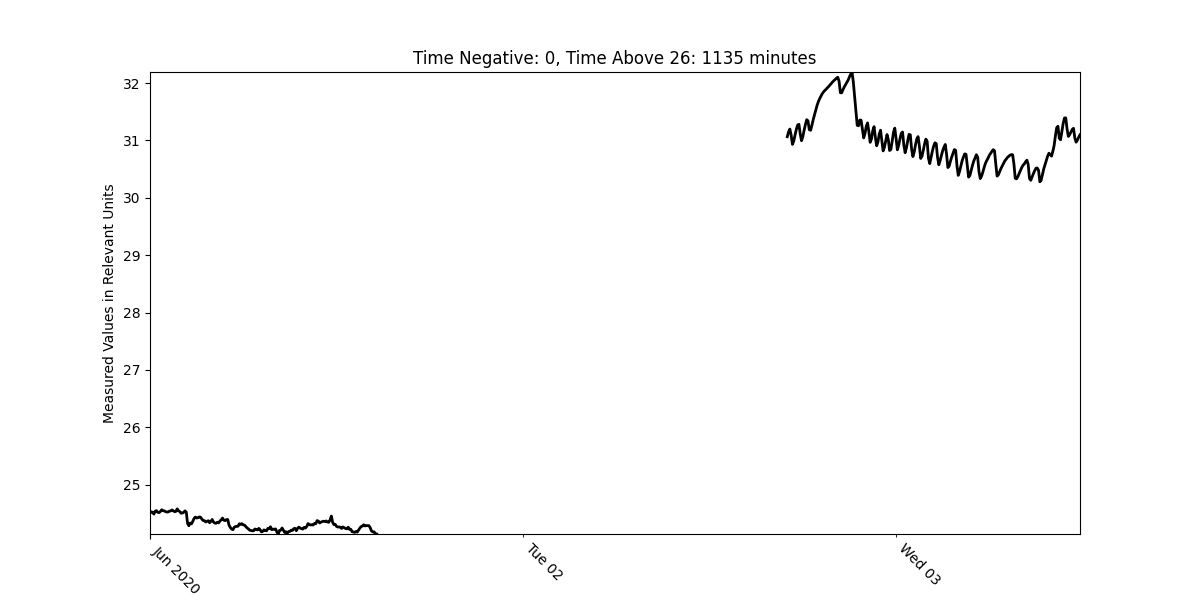 Time Negative: 0, Time Above 26: 1135 minutes
Measured Values in Relevant Units
32
31
30
29
28
27
26
25
Jun 2020
Tue 02
Wed 03